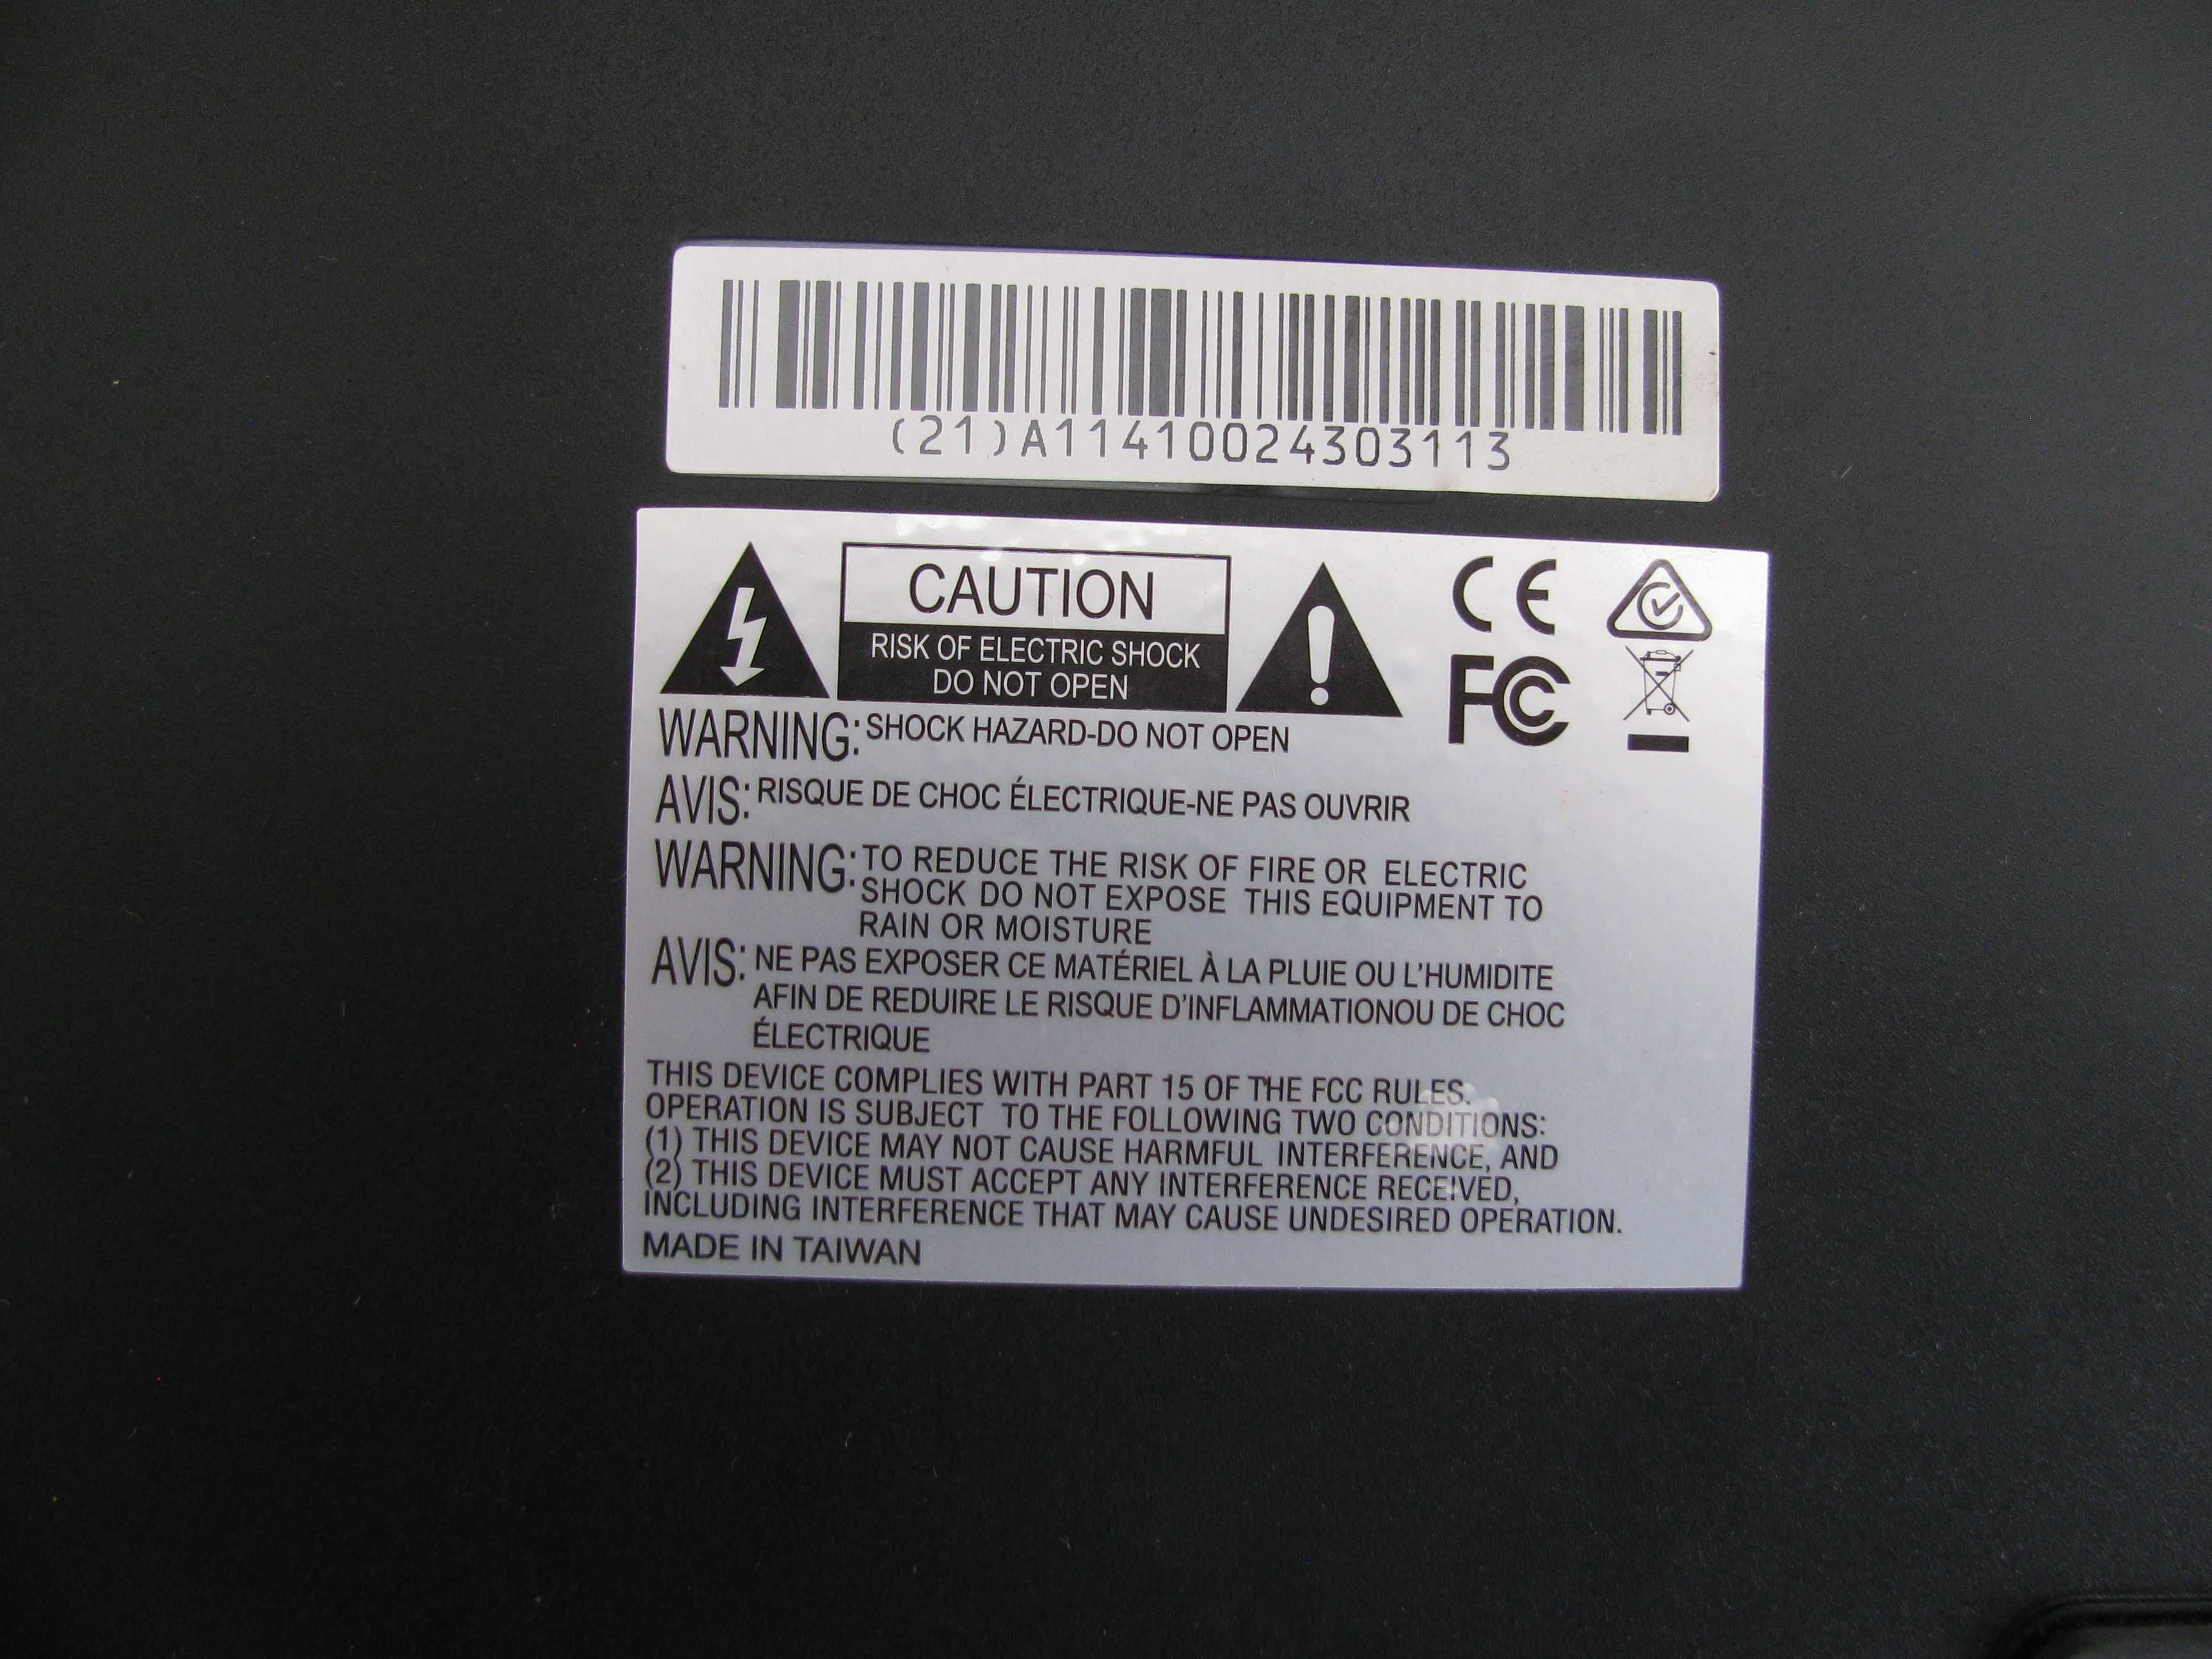 (21)A11410024303113
CAUTION
RISK OF ELECTRIC SHOCK
DO NOT OPEN
CE
FC
WARNING: SHOCK HAZARD-DO NOT OPEN
AVIS: RISQUE DE CHOC ÉLECTRIQUE-NE PAS OUVRIR
WARNING: TO REDUCE THE RISK OF FIRE OR ELECTRIC
SHOCK DO NOT EXPOSE THIS EQUIPMENT TO
RAIN OR MOISTURE
AVIS: NE PAS EXPOSER CE MATÉRIEL À LA PLUIE OU L'HUMIDITE
AFIN DE REDUIRE LE RISQUE D'INFLAMMATIONOU DE CHOC
ÉLECTRIQUE
THIS DEVICE COMPLIES WITH PART 15 OF THE FCC RULES.
OPERATION IS SUBJECT TO THE FOLLOWING TWO CONDITIONS:
(1) THIS DEVICE MAY NOT CAUSE HARMFUL INTERFERENCE, AND
(2) THIS DEVICE MUST ACCEPT ANY INTERFERENCE RECEIVED,
INCLUDING INTERFERENCE THAT MAY CAUSE UNDESIRED OPERATION.
MADE IN TAIWAN